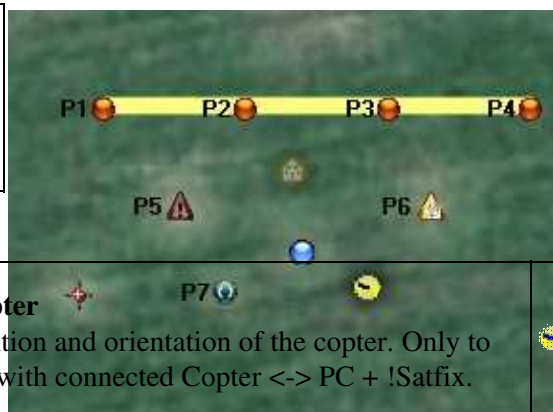 P1 P2 P3 P4
P5 P6
P7
pter
tion and orientation of the copter. Only to
with connected Copter <-> PC + !Satfix.